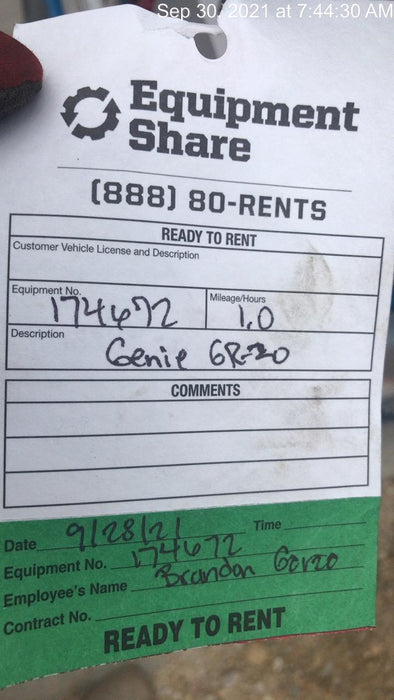 Sep 30, 2021 at 7:44:30 AM
Equipment
Share
(888) 80-RENTS
READY TO RENT
Customer Vehicle License and Description
Equipment No. Mileage/Hours
174672 1.0
Description
Genie GR-20
COMMENTS
Date 9/28/21 Time
Equipment No. 174672
Employee's Name Brandan Gorzo
Contract No.
READY TO RENT